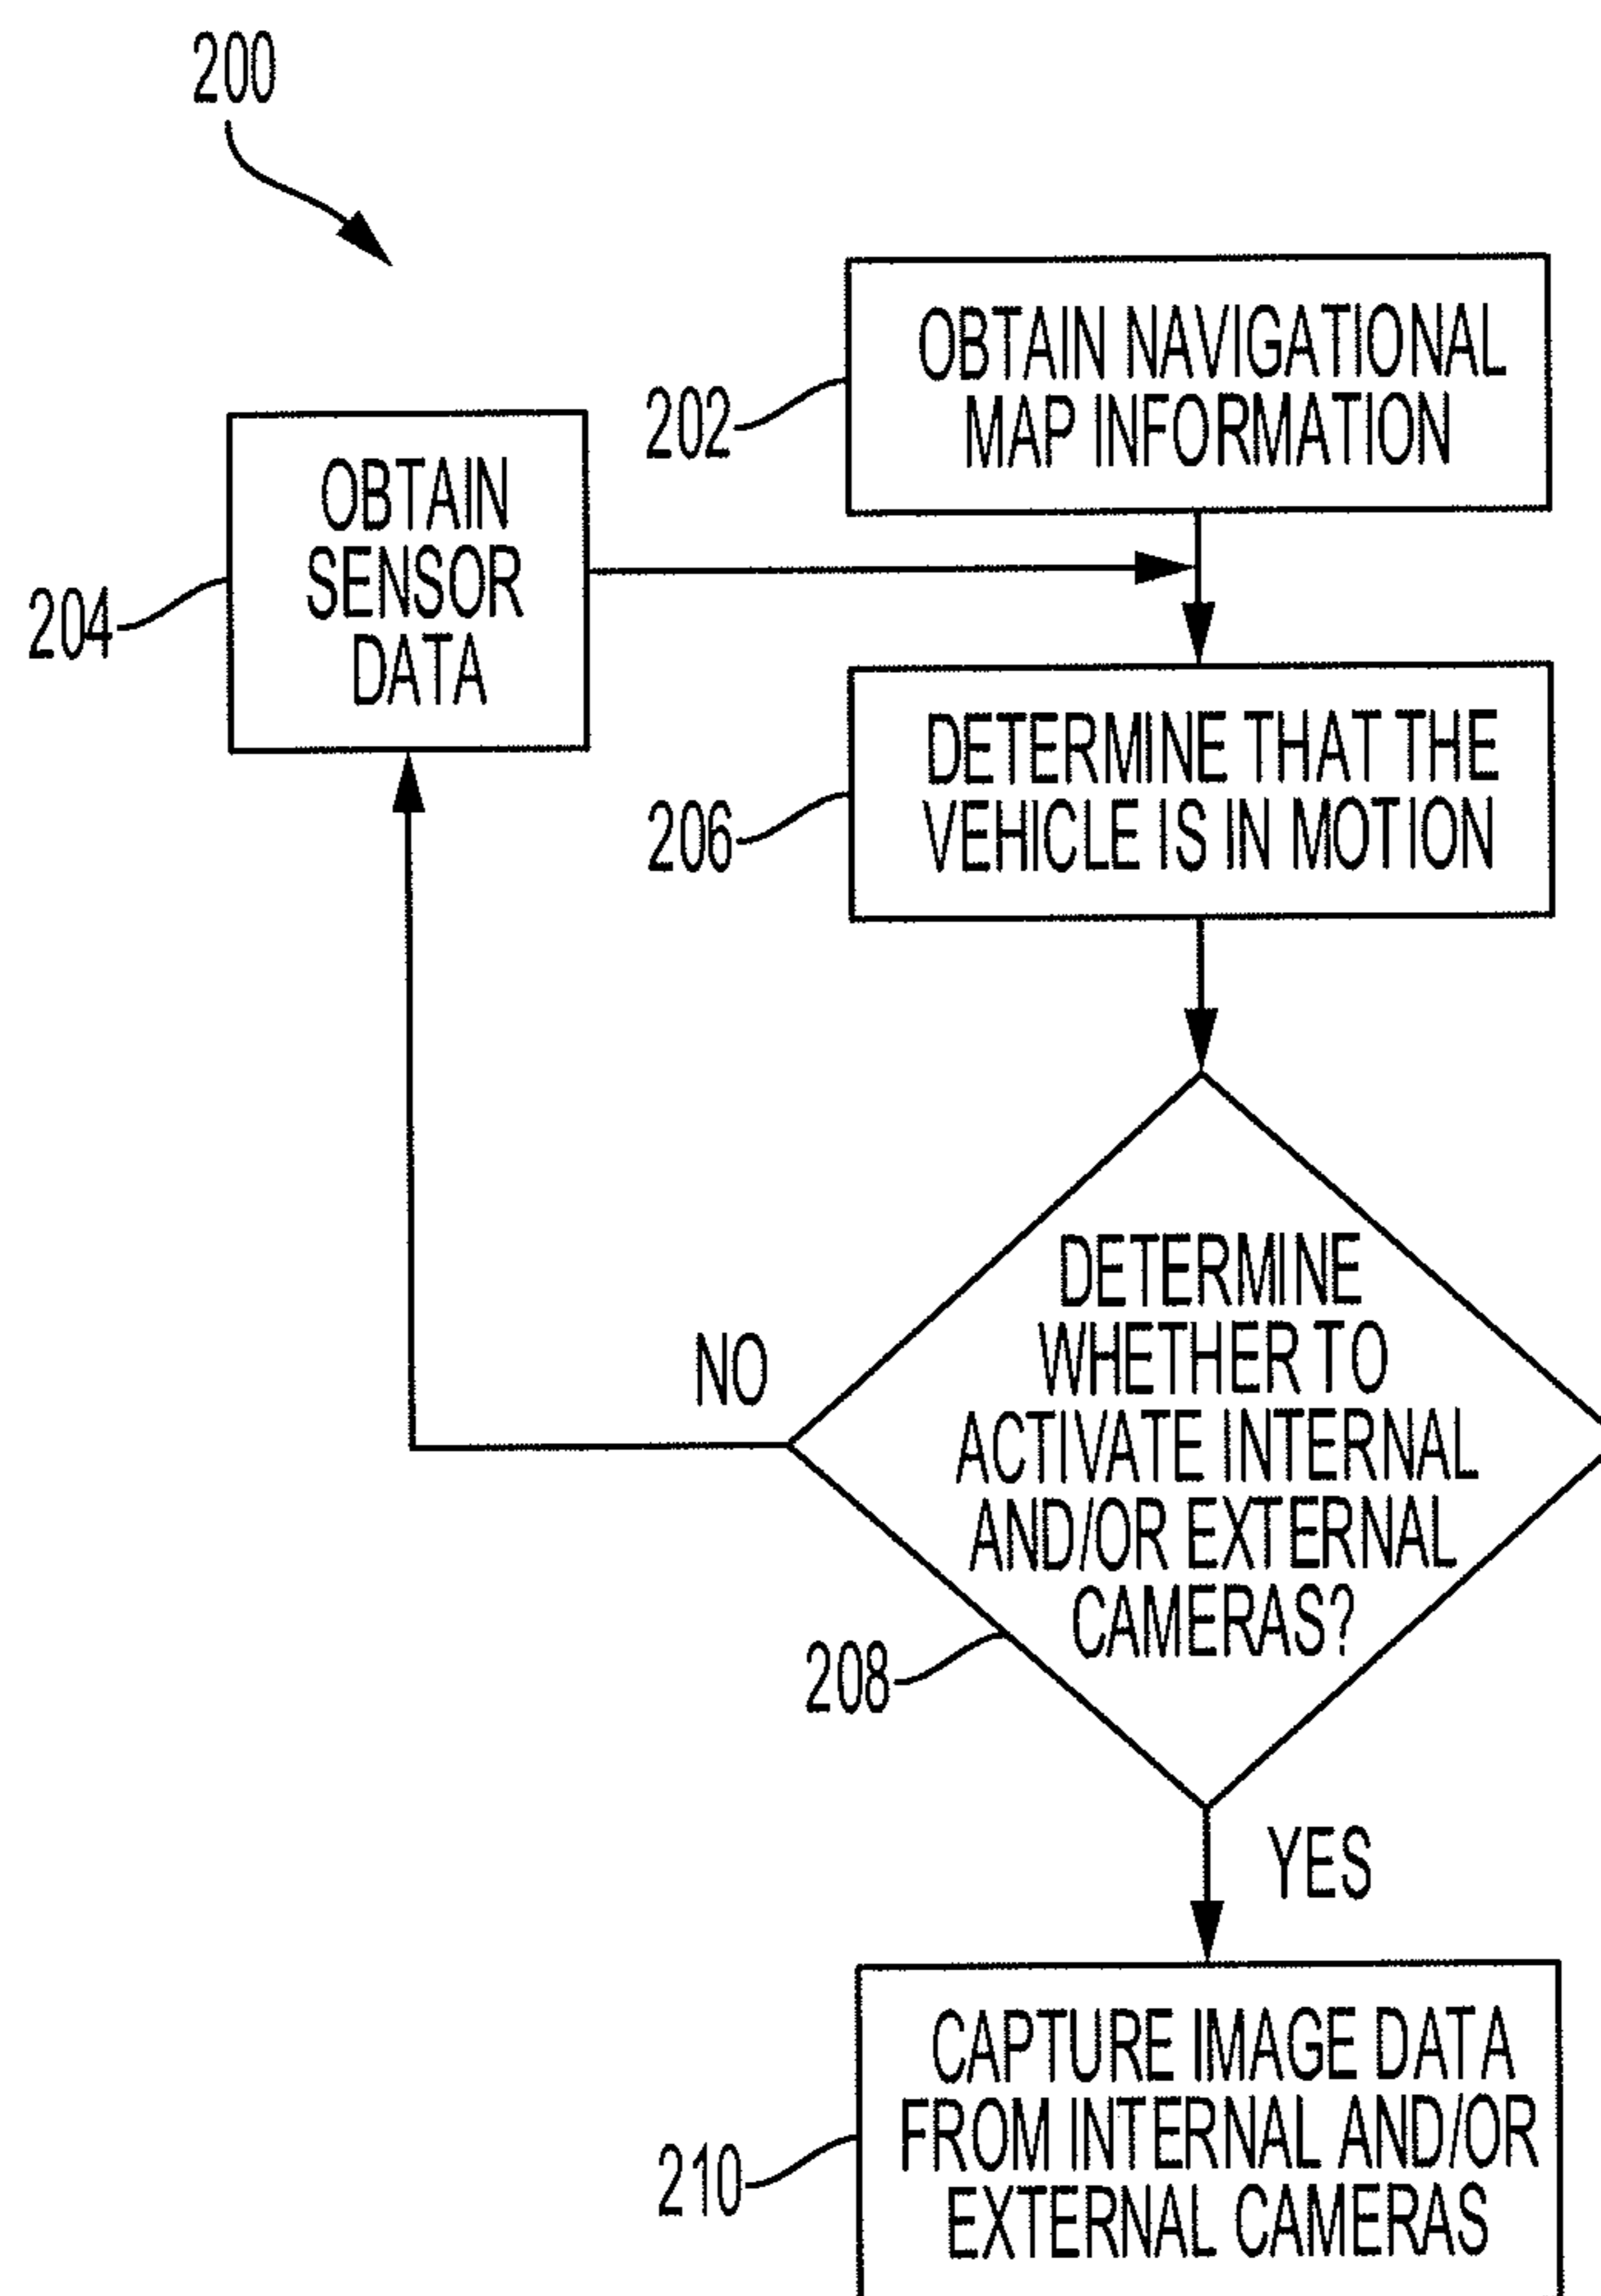 200
OBTAIN NAVIGATIONAL
MAP INFORMATION
202
OBTAIN
SENSOR
DATA
204
DETERMINE THAT THE
VEHICLE IS IN MOTION
206
DETERMINE
WHETHER TO
ACTIVATE INTERNAL
AND/OR EXTERNAL
CAMERAS?
NO
208
YES
CAPTURE IMAGE DATA
FROM INTERNAL AND/OR
EXTERNAL CAMERAS
210